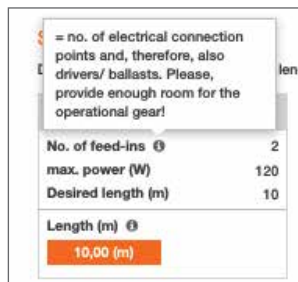 = no. of electrical connection
points and, therefore, also
drivers/ ballasts. Please,
provide enough room for the
operational gear!
len
No. of feed-ins 2
max. power (W) 120
Desired length (m) 10
Length (m)
10,00 (m)